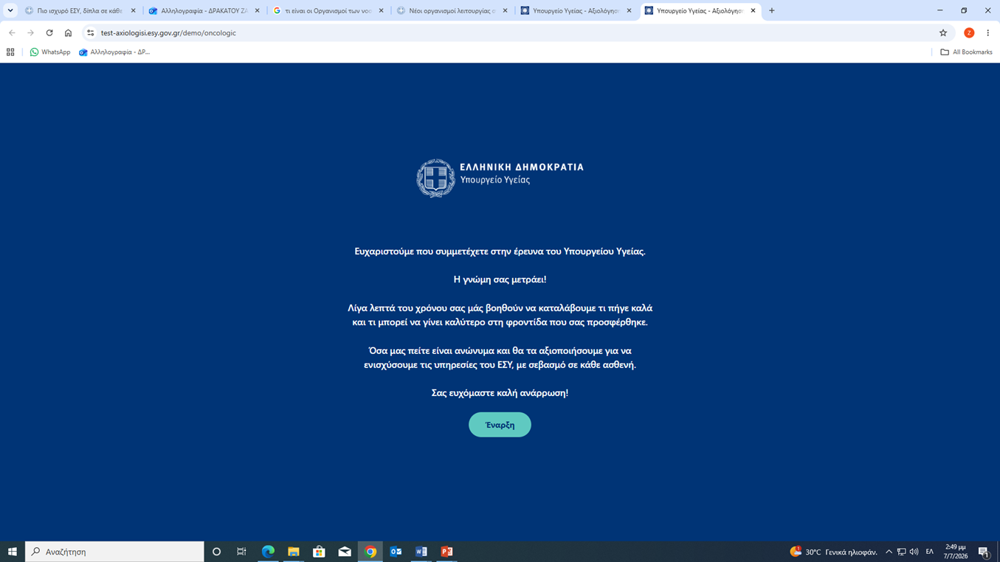 Πιο ισχυρό ΕΣΥ, δίπλα σε κάθε
Αλληλογραφία - ΔΡΑΚΑΤΟΥ ΖΑ
τι είναι οι Οργανισμοί των νοσ
Νέοι οργανισμοί λειτουργίας σ
Υπουργείο Υγείας - Αξιολόγησ
Υπουργείο Υγείας - Αξιολόγησ
test-axiologisi.esy.gov.gr/demo/oncologic
Z
WhatsApp
Αλληλογραφία - ΔΡ...
All Bookmarks
ΕΛΛΗΝΙΚΗ ΔΗΜΟΚΡΑΤΙΑ
Υπουργείο Υγείας
Ευχαριστούμε που συμμετέχετε στην έρευνα του Υπουργείου Υγείας.
Η γνώμη σας μετράει!
Λίγα λεπτά του χρόνου σας μάς βοηθούν να καταλάβουμε τι πήγε καλά
και τι μπορεί να γίνει καλύτερο στη φροντίδα που σας προσφέρθηκε.
Όσα μας πείτε είναι ανώνυμα και θα τα αξιοποιήσουμε για να
ενισχύσουμε τις υπηρεσίες του ΕΣΥ, με σεβασμό σε κάθε ασθενή.
Σας ευχόμαστε καλή ανάρρωση!
Έναρξη
Αναζήτηση
30°C Γενικά ηλιοφάν.
ΕΛ
2:49 μμ
7/7/2026